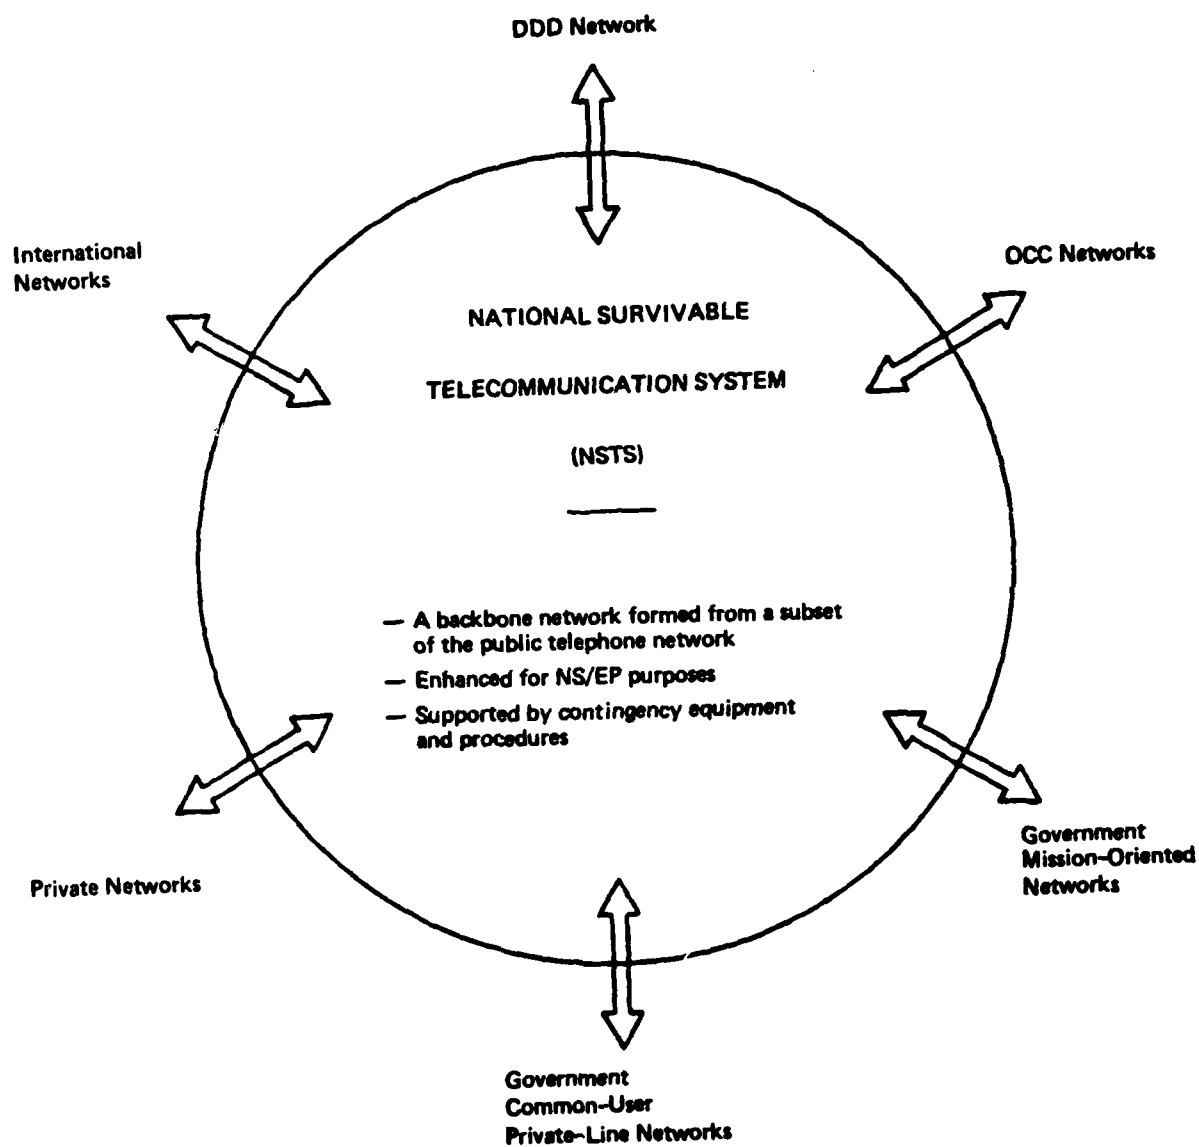 DDD Network
International
Networks
OCC Networks
NATIONAL SURVIVABLE
TELECOMMUNICATION SYSTEM
(NSTS)
— A backbone network formed from a subset
of the public telephone network
— Enhanced for NS/EP purposes
— Supported by contingency equipment
and procedures
Private Networks
Government
Mission-Oriented
Networks
Government
Common-User
Private-Line Networks